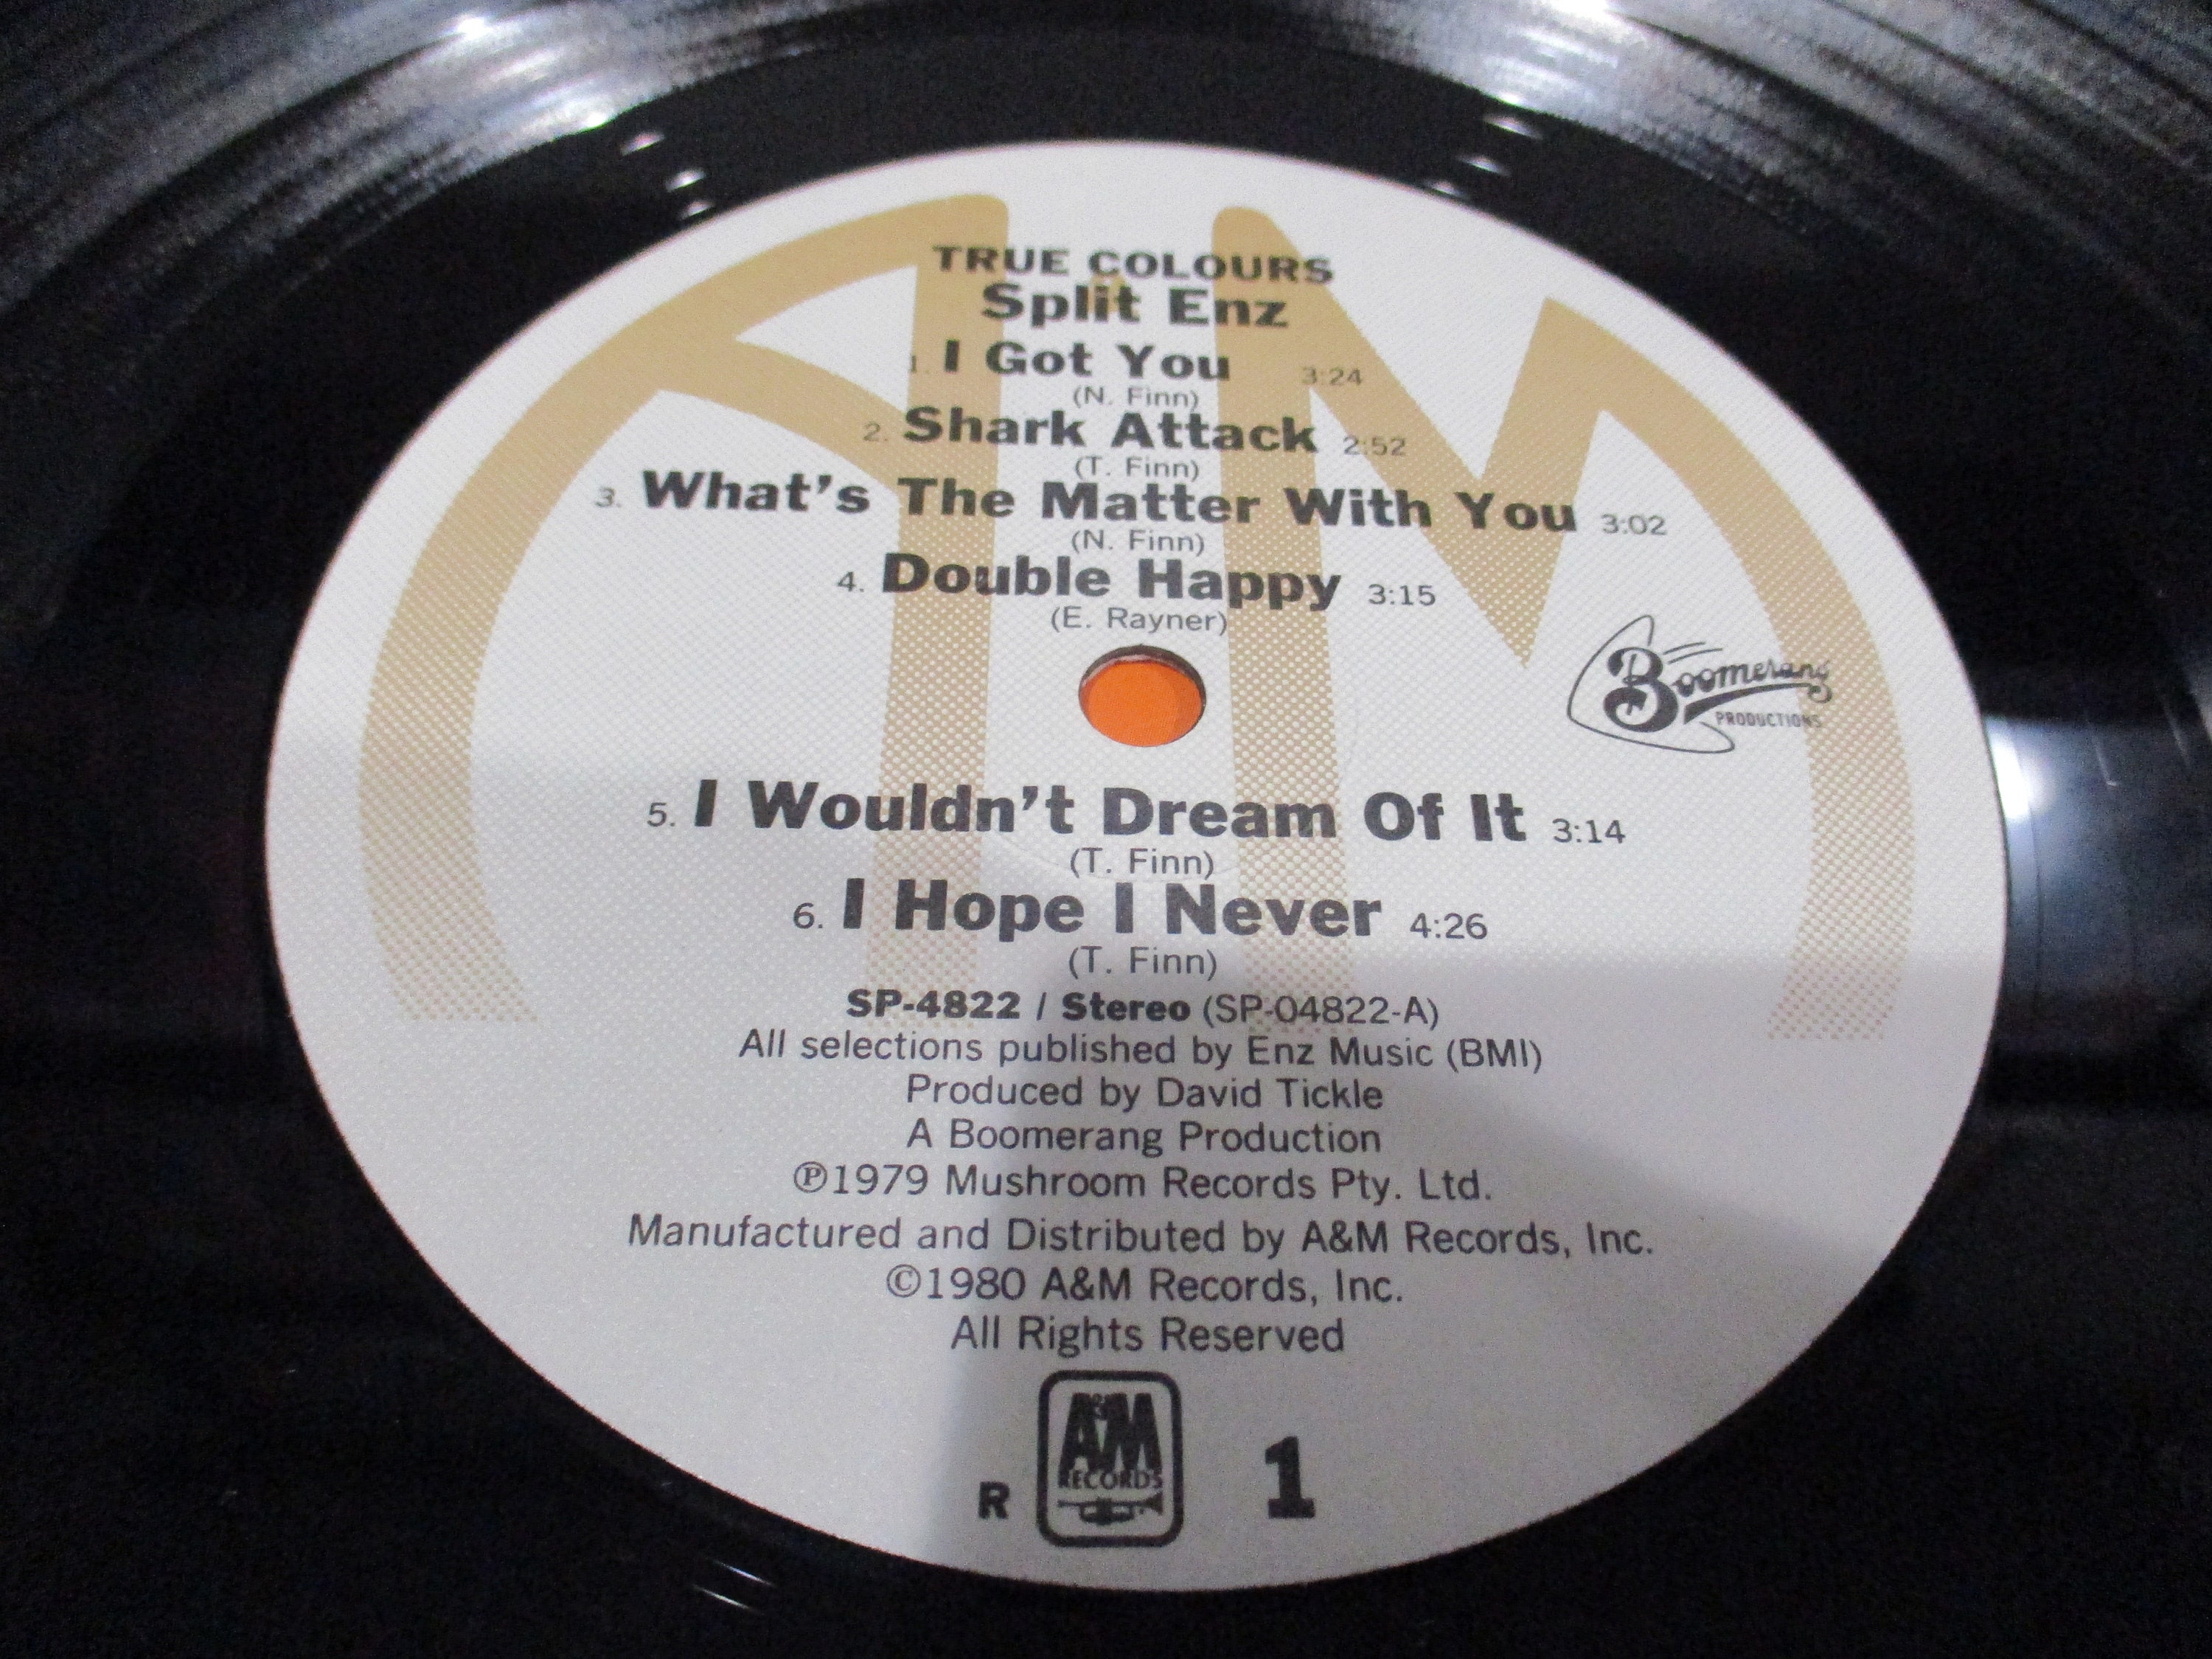 TRUE COLOURS
Split Enz
1. I Got You 3:24
(N. Finn)
2. Shark Attack 2:52
(T. Finn)
3. What's The Matter With You 3:02
(N. Finn)
4. Double Happy 3:15
(E. Rayner)
Boomerang
PRODUCTIONS
5. I Wouldn't Dream Of It 3:14
(T. Finn)
6. I Hope I Never 4:26
(T. Finn)
SP-4822 / Stereo (SP-04822-A)
All selections published by Enz Music (BMI)
Produced by David Tickle
A Boomerang Production
℗1979 Mushroom Records Pty. Ltd.
Manufactured and Distributed by A&M Records, Inc.
©1980 A&M Records, Inc.
All Rights Reserved
A&M
RECORDS
R 1